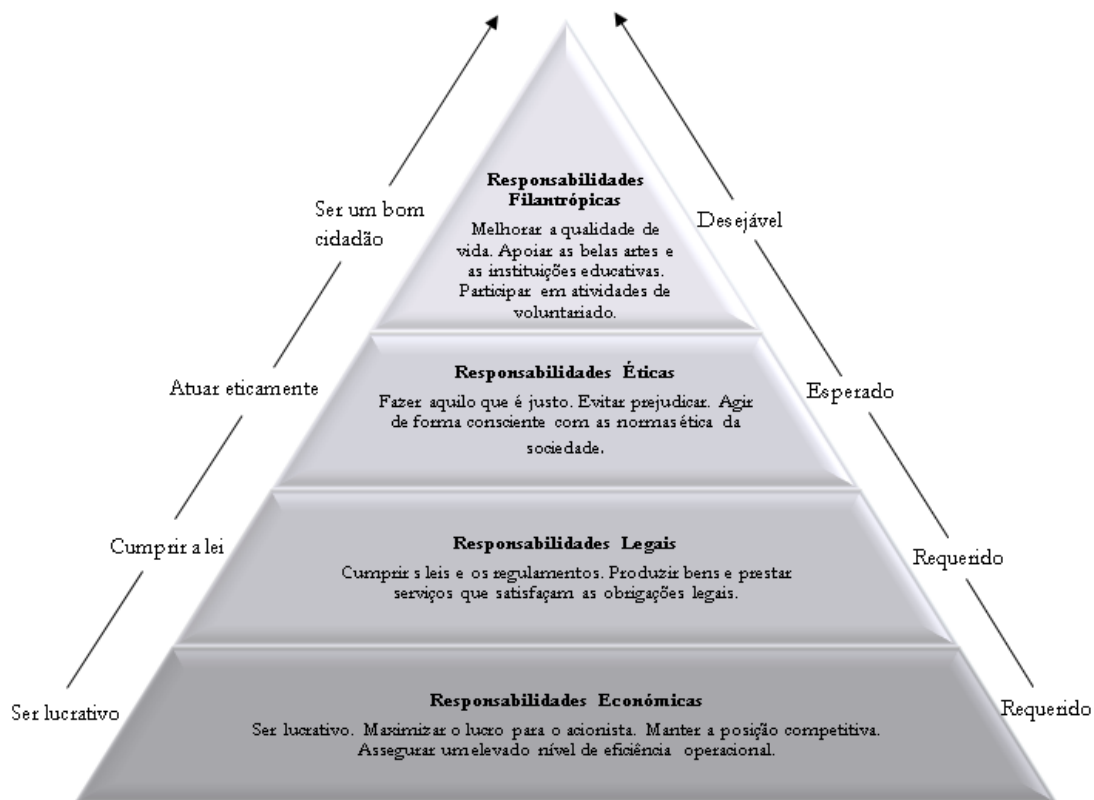 Responsabilidades
Filantrópicas
Melhorar a qualidade de
vida. Apoiar as belas artes e
as instituições educativas.
Participar em atividades de
voluntariado.
Ser um bom
cidadão
Desejável
Responsabilidades Éticas
Fazer aquilo que é justo. Evitar prejudicar. Agir
de forma consciente com as normas ética da
sociedade.
Atuar eticamente
Esperado
Responsabilidades Legais
Cumprir s leis e os regulamentos. Produzir bens e prestar
serviços que satisfaçam as obrigações legais.
Cumprir a lei
Requerido
Responsabilidades Económicas
Ser lucrativo. Maximizar o lucro para o acionista. Manter a posição competitiva.
Assegurar um elevado nível de eficiência operacional.
Ser lucrativo
Requerido